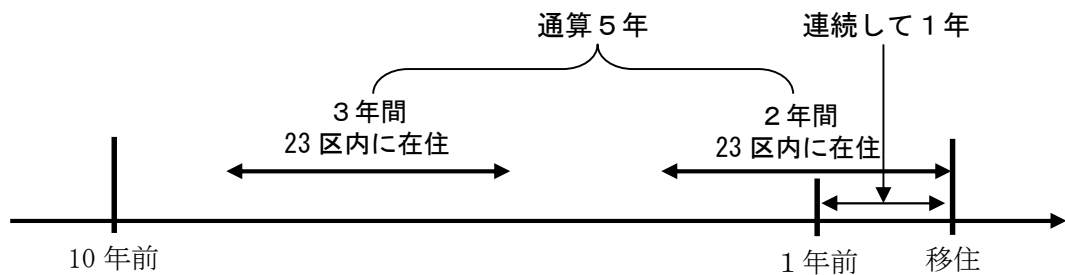 通算５年
連続して１年
３年間
23 区内に在住
２年間
23 区内に在住
10 年前
１年前
移住